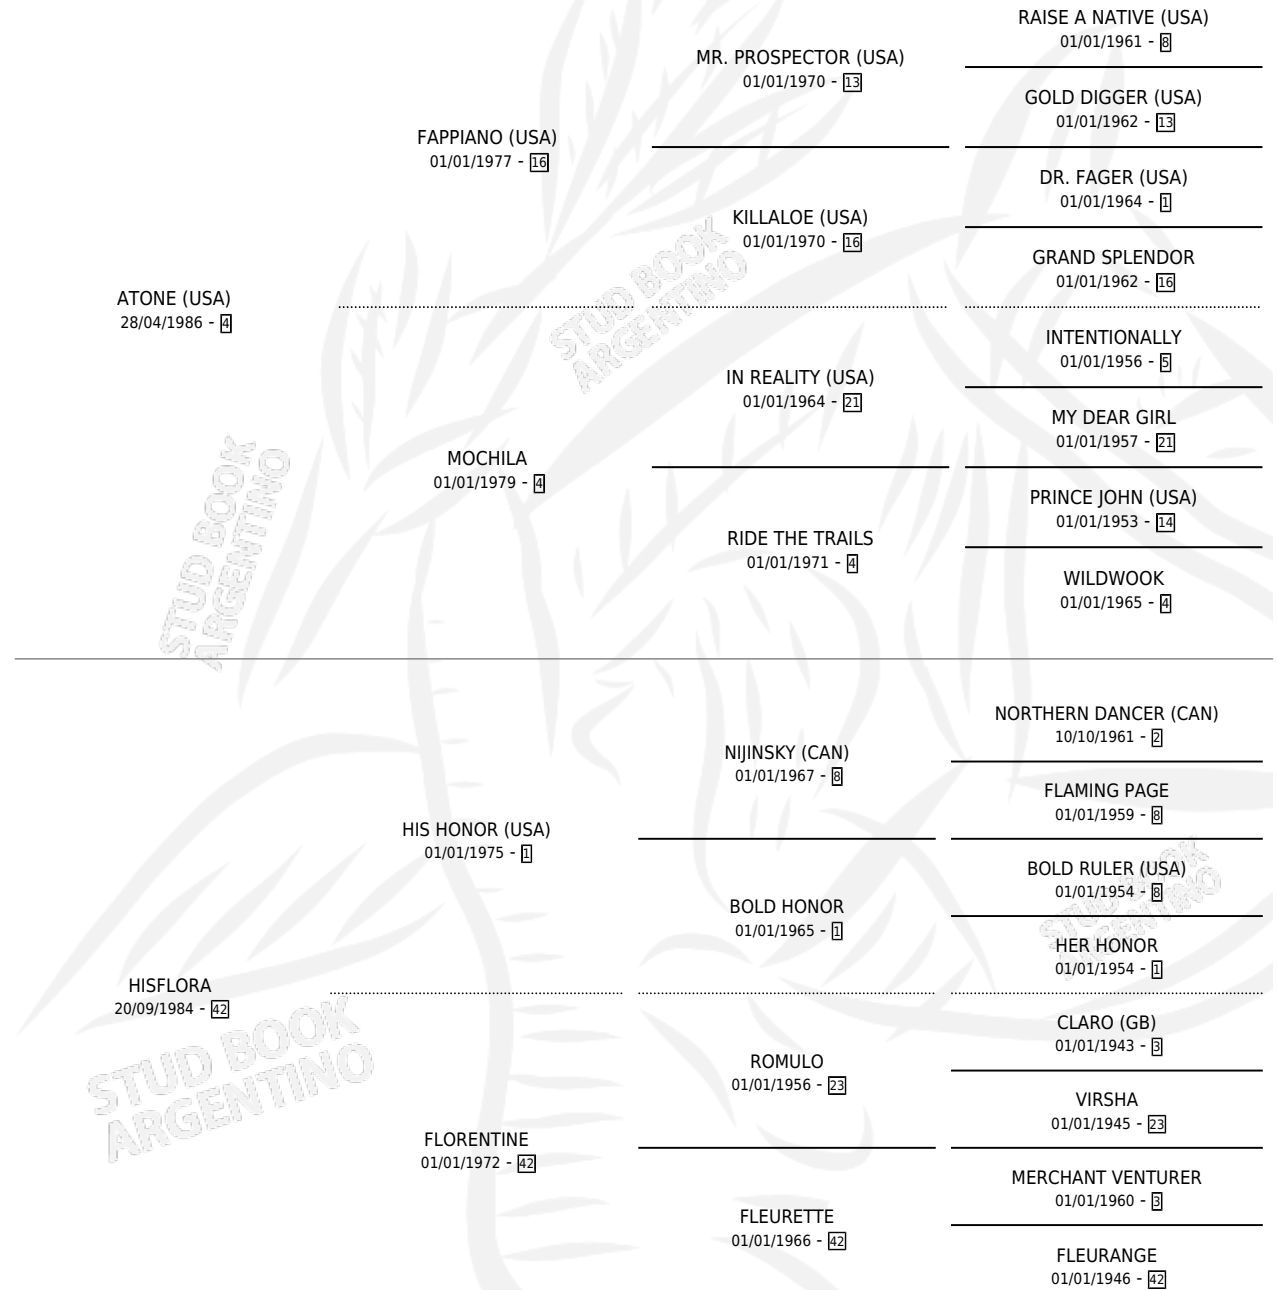 RAISE A NATIVE (USA)
01/01/1961 - 8
MR. PROSPECTOR (USA)
01/01/1970 - 13
GOLD DIGGER (USA)
01/01/1962 - 13
FAPPIANO (USA)
01/01/1977 - 16
DR. FAGER (USA)
01/01/1964 - 1
KILLALOE (USA)
01/01/1970 - 16
GRAND SPLENDOR
01/01/1962 - 16
ATONE (USA)
28/04/1986 - 4
STUD BOOK
ARGENTINO
INTENTIONALLY
01/01/1956 - 5
IN REALITY (USA)
01/01/1964 - 21
MY DEAR GIRL
01/01/1957 - 21
MOCHILA
01/01/1979 - 4
PRINCE JOHN (USA)
01/01/1953 - 14
RIDE THE TRAILS
01/01/1971 - 4
WILDWOOK
01/01/1965 - 4
STUD BOOK
ARGENTINO
NORTHERN DANCER (CAN)
10/10/1961 - 2
NIJINSKY (CAN)
01/01/1967 - 8
FLAMING PAGE
01/01/1959 - 8
HIS HONOR (USA)
01/01/1975 - 1
BOLD RULER (USA)
01/01/1954 - 8
STUD BOOK
ARGENTINO
BOLD HONOR
01/01/1965 - 1
HER HONOR
01/01/1954 - 1
HISFLORA
20/09/1984 - 42
STUD BOOK
ARGENTINO
CLARO (GB)
01/01/1943 - 3
ROMULO
01/01/1956 - 23
VIRSHA
01/01/1945 - 23
FLORENTINE
01/01/1972 - 42
MERCHANT VENTURER
01/01/1960 - 3
FLEURETTE
01/01/1966 - 42
FLEURANGE
01/01/1946 - 42